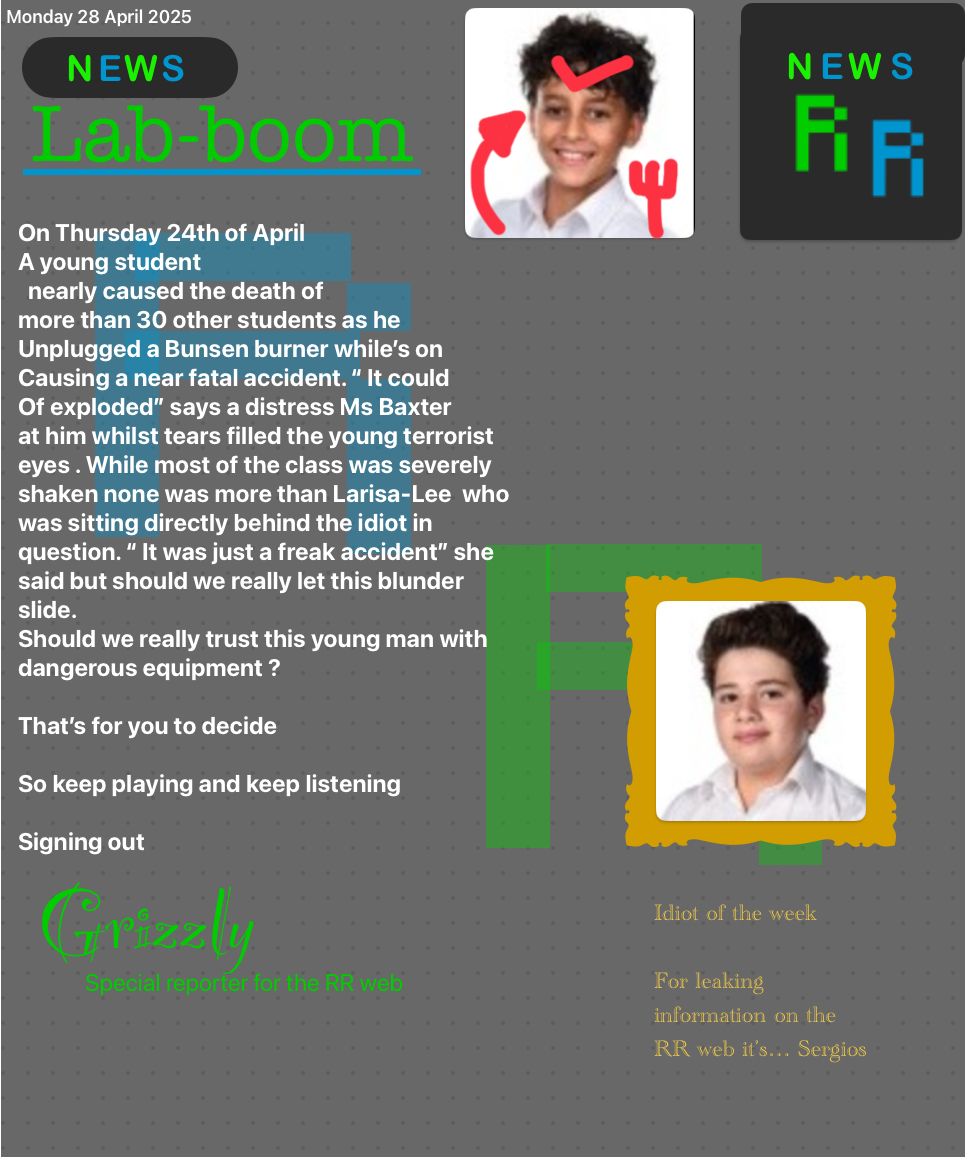 Monday 28 April 2025
NEWS
Lab-boom
NEWS
RR
On Thursday 24th of April
A young student
nearly caused the death of
more than 30 other students as he
Unplugged a Bunsen burner while’s on
Causing a near fatal accident. “ It could
Of exploded” says a distress Ms Baxter
at him whilst tears filled the young terrorist
eyes . While most of the class was severely
shaken none was more than Larisa-Lee who
was sitting directly behind the idiot in
question. “ It was just a freak accident” she
said but should we really let this blunder
slide.
Should we really trust this young man with
dangerous equipment ?
That’s for you to decide
So keep playing and keep listening
Signing out
Grizzly
Special reporter for the RR web
Idiot of the week
For leaking
information on the
RR web it’s... Sergios